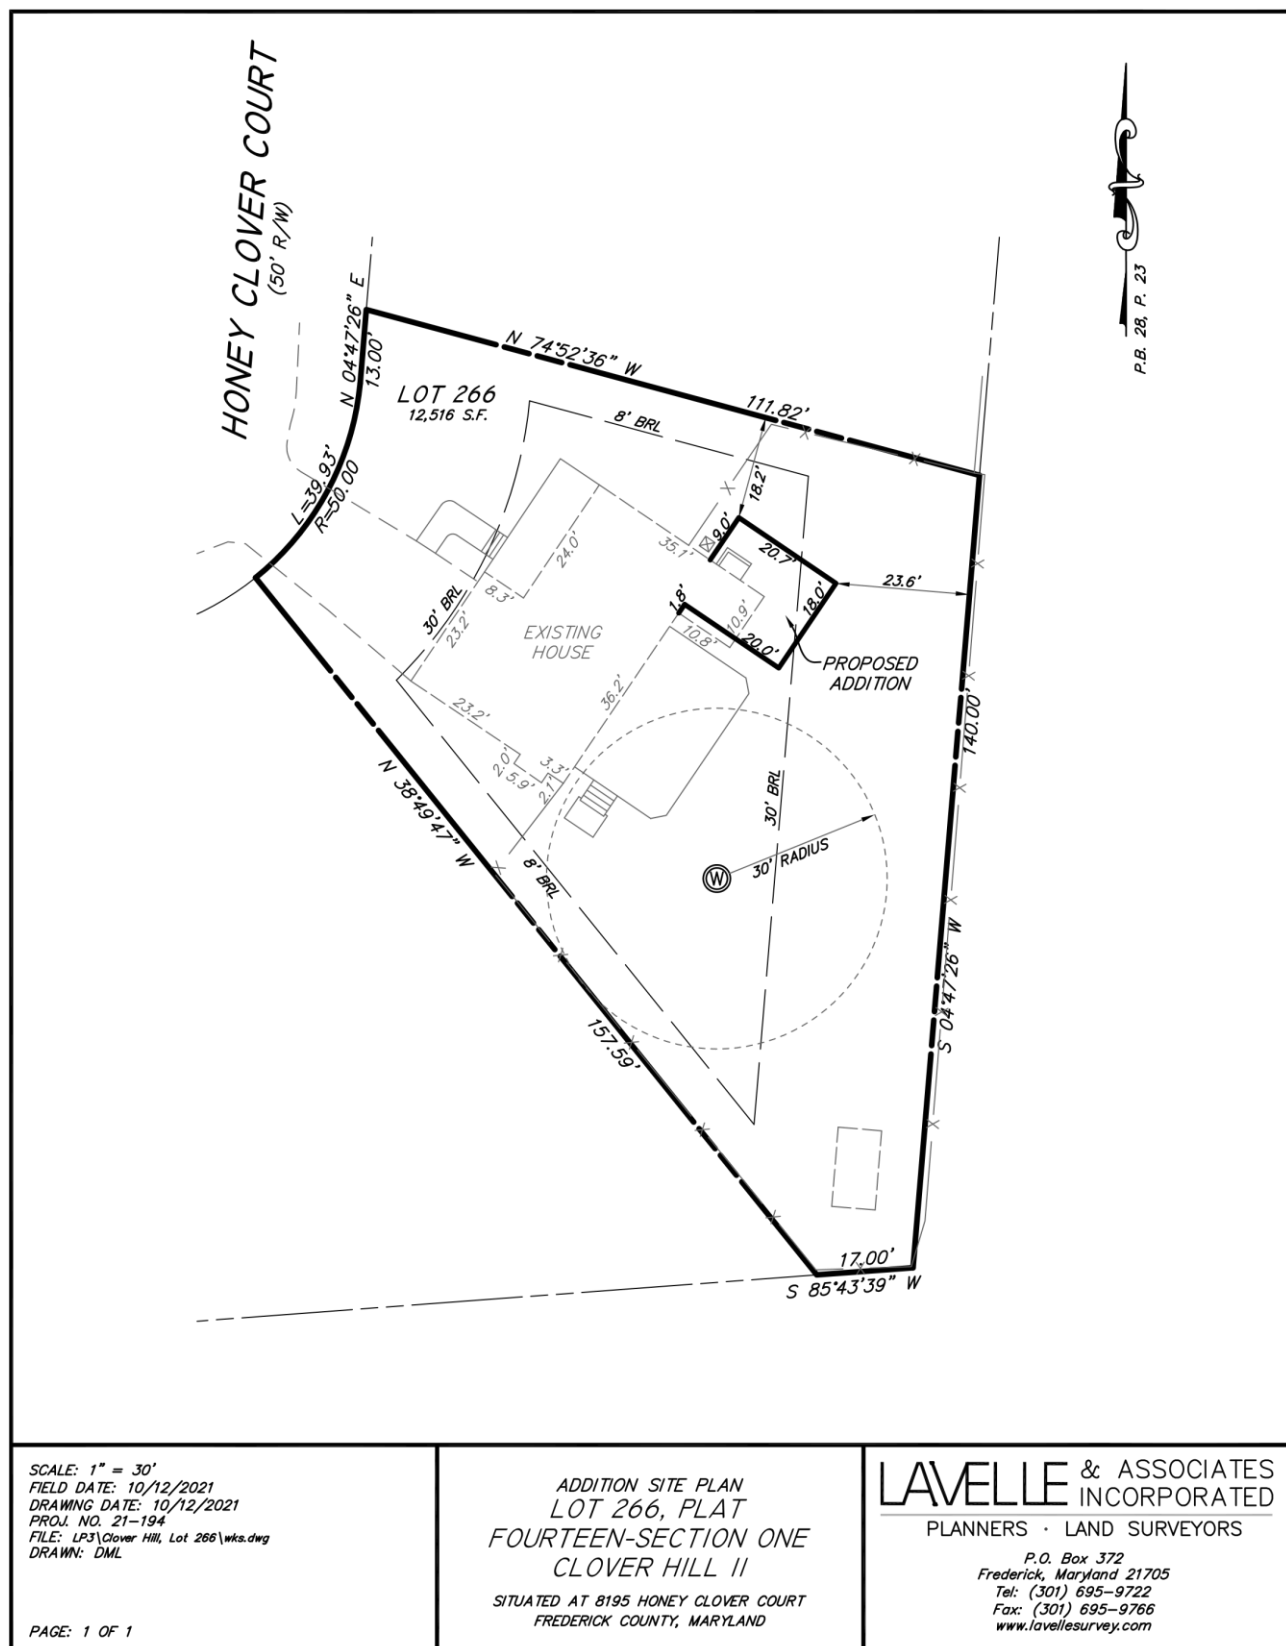 HONEY CLOVER COURT
(50' R/W)
P.B. 28, P. 23
N 04°47'26" E
13.00'
N 74°52'36" W
111.82'
LOT 266
12,516 S.F.
8' BRL
L=39.93'
R=50.00
18.2'
9.0'
20.7'
35.1'
24.0'
23.6'
18.0'
8.3'
30' BRL
23.2'
1.8'
10.9'
10.8'
20.0'
EXISTING
HOUSE
PROPOSED
ADDITION
36.2'
23.2'
140.00'
2.0'
5.9'
3.3'
2.1'
N 38°49'47" W
30' BRL
30' RADIUS
W
8' BRL
S 04°47'26" W
157.59'
17.00'
S 85°43'39" W
SCALE: 1" = 30'
FIELD DATE: 10/12/2021
DRAWING DATE: 10/12/2021
PROJ. NO. 21-194
FILE: LP3\Clover Hill, Lot 266\wks.dwg
DRAWN: DML
PAGE: 1 OF 1
ADDITION SITE PLAN
LOT 266, PLAT
FOURTEEN-SECTION ONE
CLOVER HILL II
SITUATED AT 8195 HONEY CLOVER COURT
FREDERICK COUNTY, MARYLAND
LAVELLE & ASSOCIATES
INCORPORATED
PLANNERS · LAND SURVEYORS
P.O. Box 372
Frederick, Maryland 21705
Tel: (301) 695-9722
Fax: (301) 695-9766
www.lavellesurvey.com